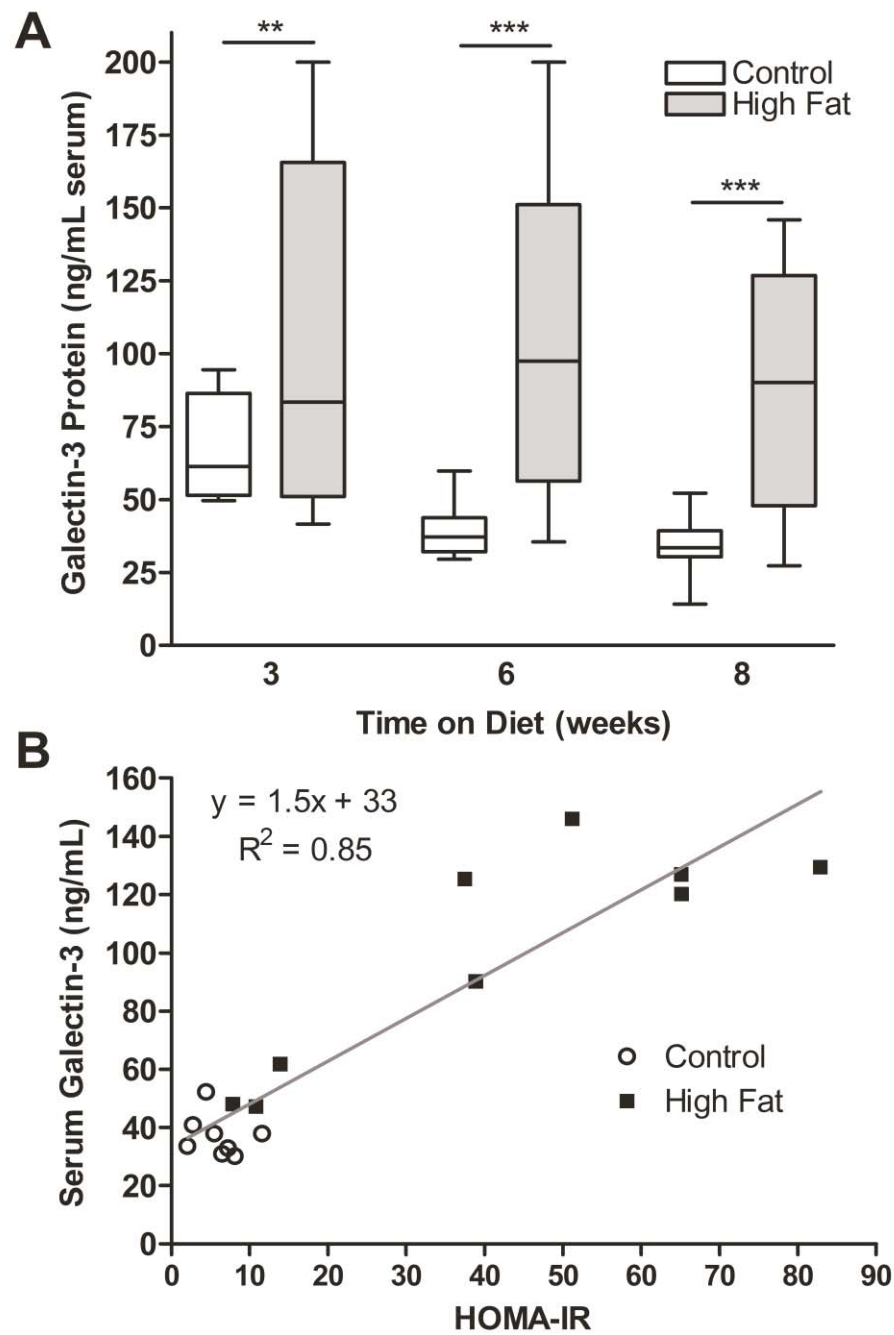 A
** ***
200
Control
High Fat
175
150
***
125
100
75
50
25
0
Galectin-3 Protein (ng/mL serum)
3 6 8
Time on Diet (weeks)
B
160
y = 1.5x + 33
R² = 0.85
140
120
100
80
60
40
20
0
Serum Galectin-3 (ng/mL)
Control
High Fat
0 10 20 30 40 50 60 70 80 90
HOMA-IR